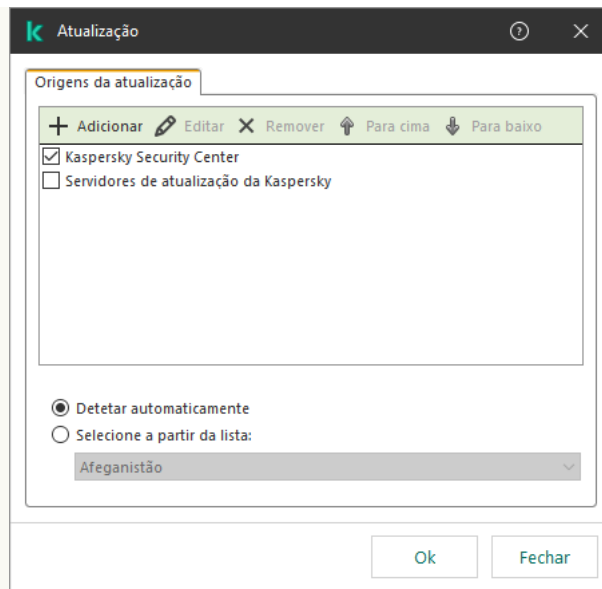 Atualização
Origens da atualização
Adicionar Editar Remover Para cima Para baixo
Kaspersky Security Center
Servidores de atualização da Kaspersky
Detetar automaticamente
Selecione a partir da lista:
Afeganistão
Ok Fechar